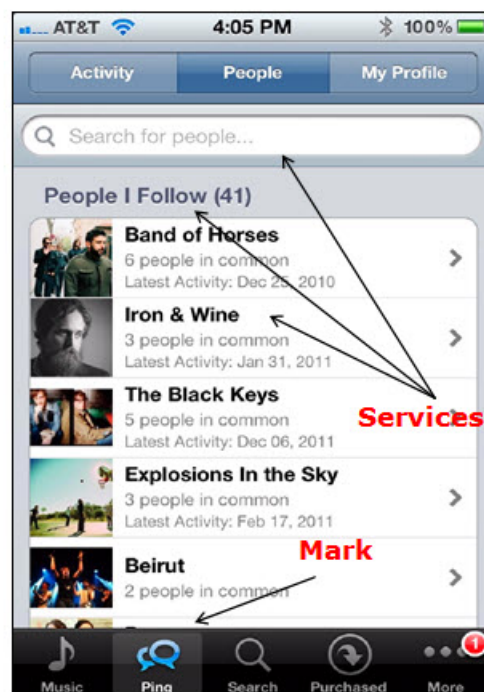 AT&T 4:05 PM 100%
Activity People My Profile
Search for people...
People I Follow (41)
Band of Horses
6 people in common
Latest Activity: Dec 25, 2010
Iron & Wine
3 people in common
Latest Activity: Jan 31, 2011
The Black Keys
5 people in common
Latest Activity: Dec 06, 2011
Services
Explosions In the Sky
3 people in common
Latest Activity: Feb 17, 2011
Mark
Beirut
2 people in common
1
Music Ping Search Purchased More